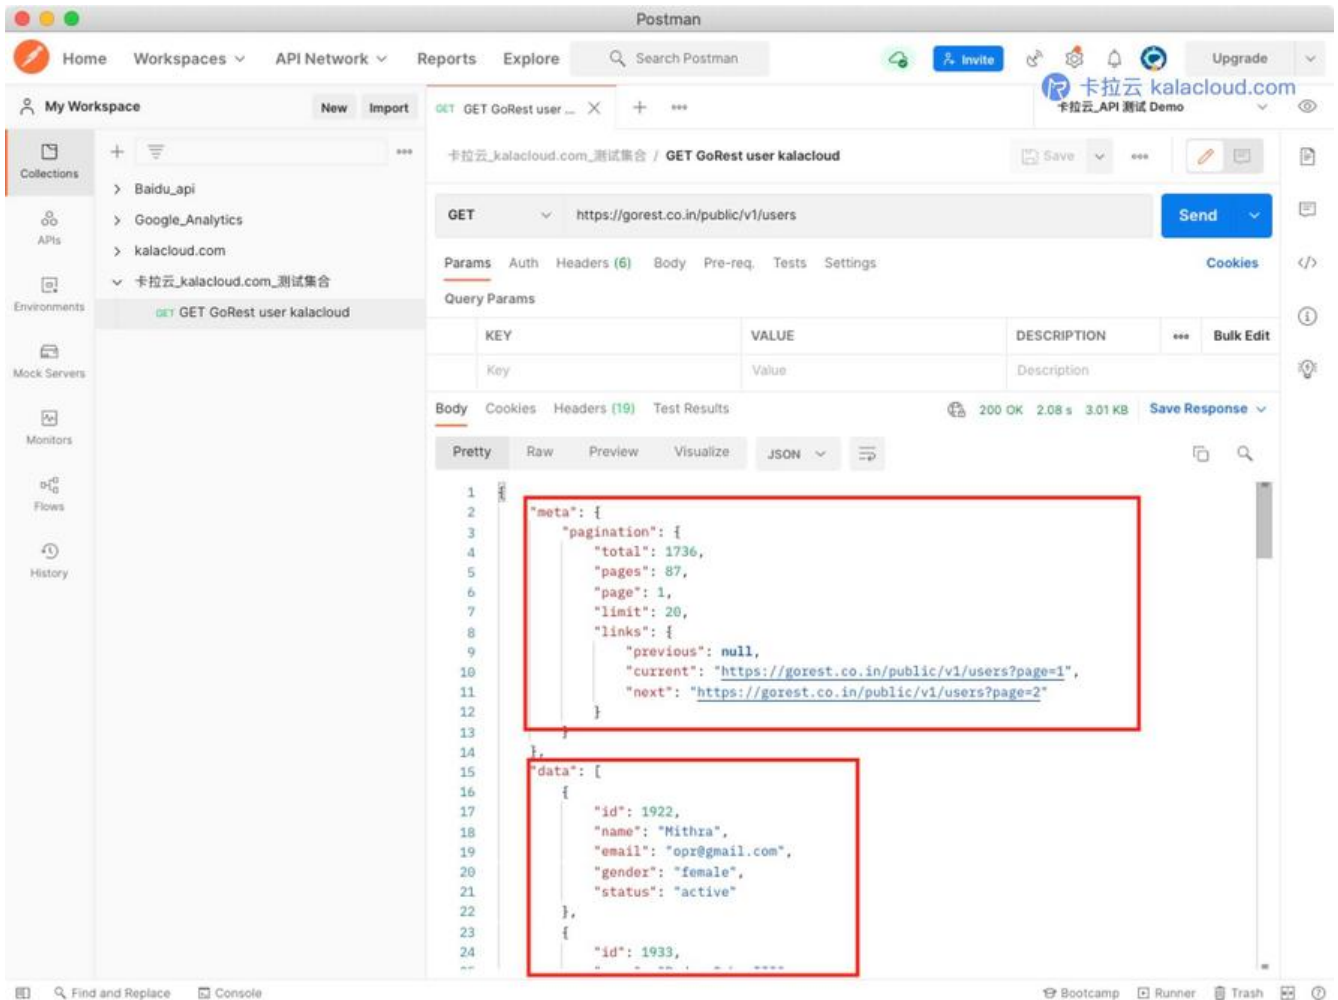 Postman
Home Workspaces API Network Reports Explore Search Postman Invite Upgrade
卡拉云 kalacloud.com
My Workspace New Import GET GET GoRest user ... 卡拉云_API 测试 Demo
Collections
卡拉云_kalacloud.com_测试集合 / GET GoRest user kalacloud Save
Baidu_api
APIs
Google_Analytics
GET https://gorest.co.in/public/v1/users Send
kalacloud.com
Params Auth Headers (6) Body Pre-req. Tests Settings Cookies
卡拉云_kalacloud.com_测试集合
Environments
GET GET GoRest user kalacloud
Query Params
KEY VALUE DESCRIPTION Bulk Edit
Key Value Description
Mock Servers
Body Cookies Headers (19) Test Results 200 OK 2.08 s 3.01 KB Save Response
Monitors
Pretty Raw Preview Visualize JSON
Flows
History
1
2 "meta": {
3 "pagination": {
4 "total": 1736,
5 "pages": 87,
6 "page": 1,
7 "limit": 20,
8 "links": {
9 "previous": null,
10 "current": "https://gorest.co.in/public/v1/users?page=1",
11 "next": "https://gorest.co.in/public/v1/users?page=2"
12 }
13 }
14 },
15 "data": [
16 {
17 "id": 1922,
18 "name": "Mithra",
19 "email": "opr@gmail.com",
20 "gender": "female",
21 "status": "active"
22 },
23 {
24 "id": 1933,
Find and Replace Console Bootcamp Runner Trash